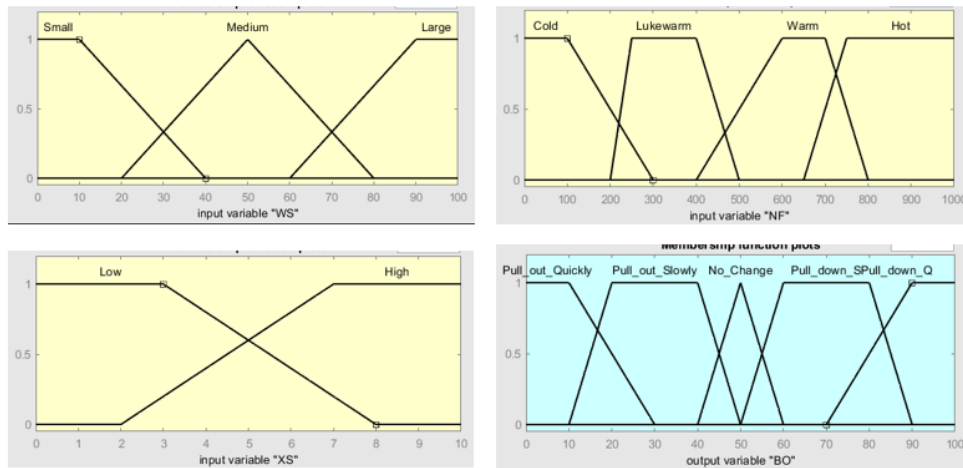 Small Medium Large
1
0.5
0
0 10 20 30 40 50 60 70 80 90 100
input variable "WS"
Cold Lukewarm Warm Hot
1
0.5
0
0 100 200 300 400 500 600 700 800 900 1000
input variable "NF"
Low High
1
0.5
0
0 1 2 3 4 5 6 7 8 9 10
input variable "XS"
Membership function plots
Pull_out_Quickly Pull_out_Slowly No_Change Pull_down_SPull_down_Q
1
0.5
0
0 10 20 30 40 50 60 70 80 90 100
output variable "BO"